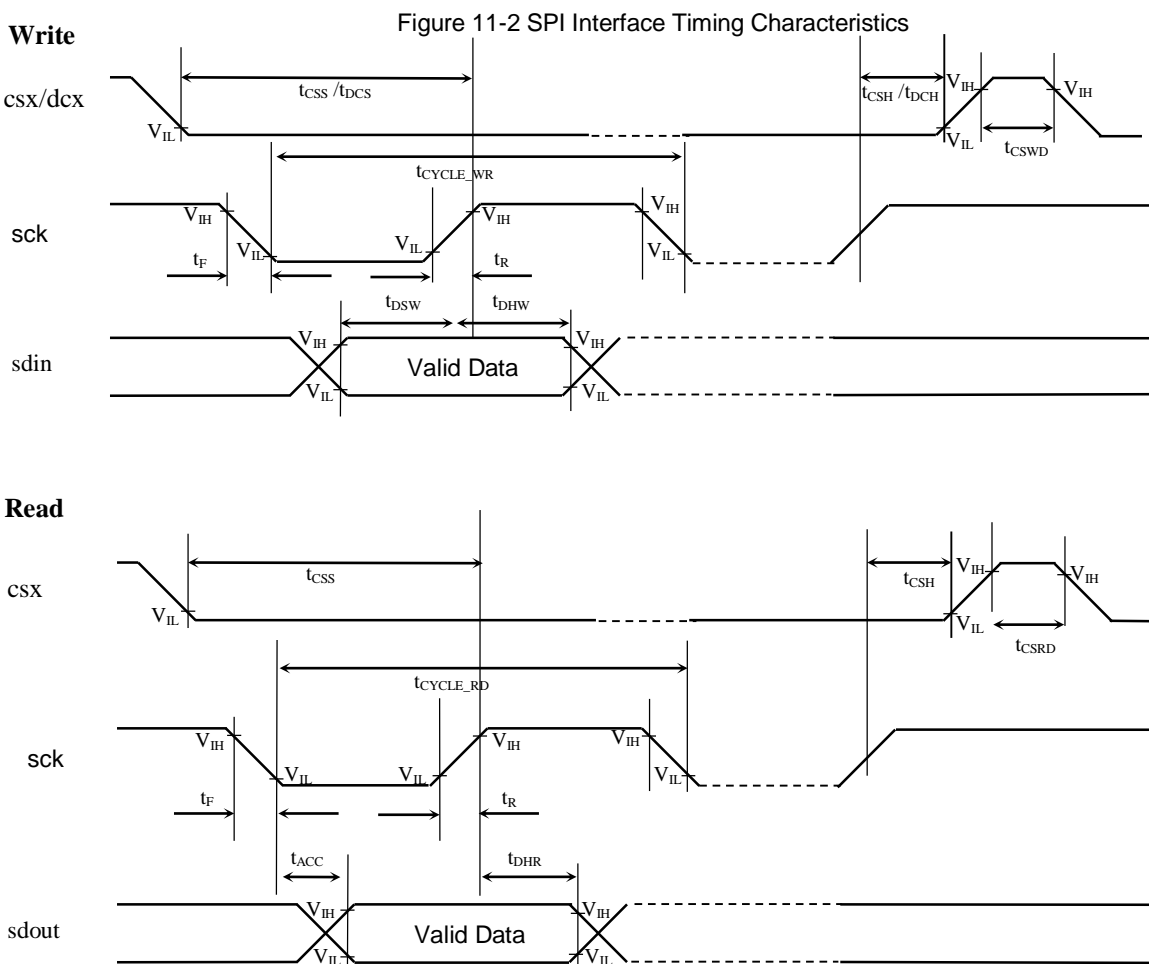 Figure 11-2 SPI Interface Timing Characteristics
Write
csx/dcx
tCSS /tDCS
tCSH /tDCH
VIH
VIH
VIL
VIL
tCSWD
tCYCLE_WR
sck
VIH
VIH
VIH
VIL
VIL
VIL
tF
tR
tDSW
tDHW
sdin
VIH
VIH
Valid Data
VIL
VIL
Read
csx
tCSS
tCSH
VIH
VIH
VIL
VIL
tCSRD
tCYCLE_RD
sck
VIH
VIH
VIH
VIL
VIL
VIL
tF
tR
tACC
tDHR
sdout
VIH
VIH
Valid Data
VIL
VIL